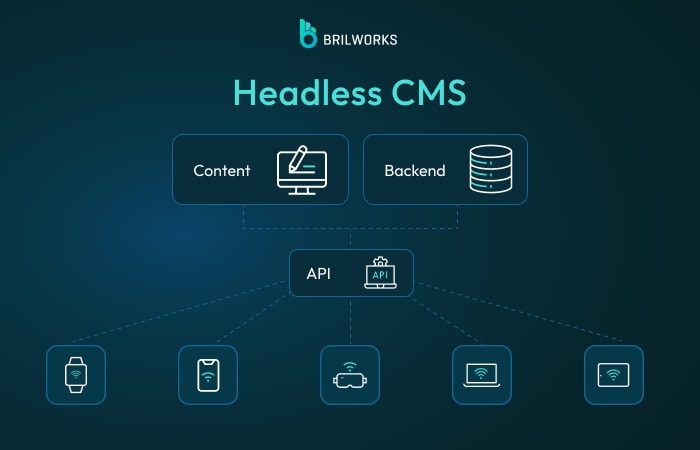 BRILWORKS
Headless CMS
Content
Backend
API
API